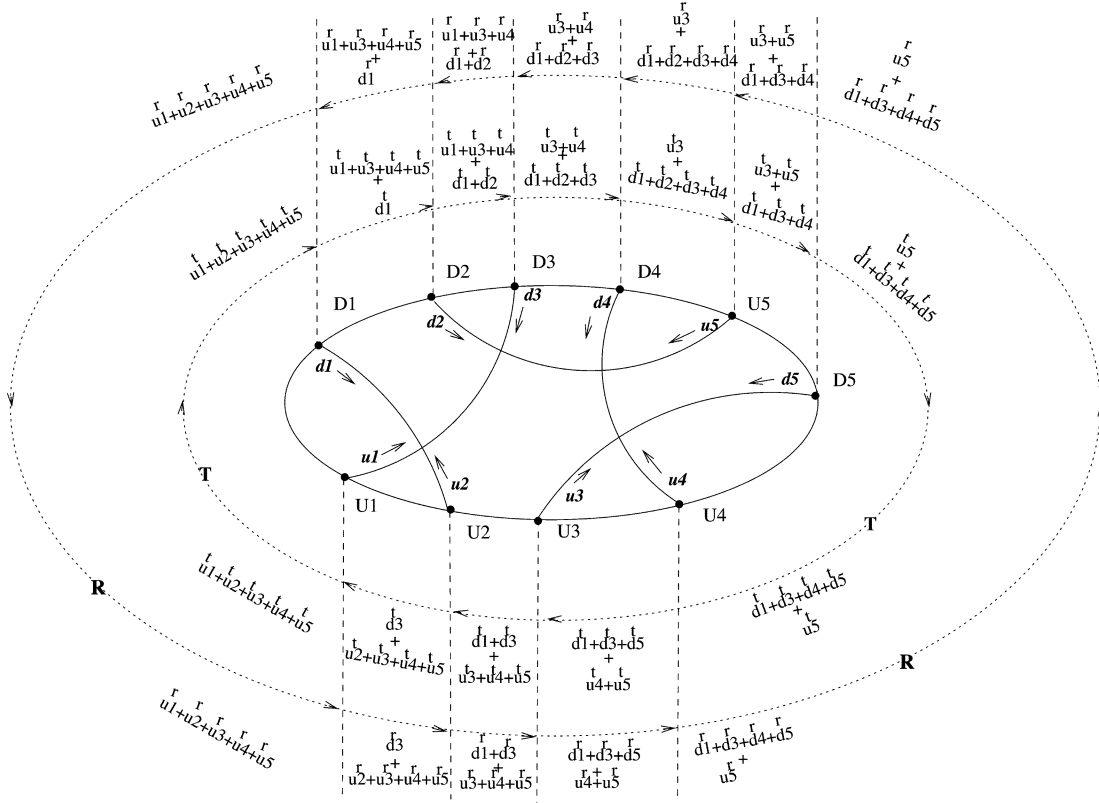 r r r r r
u1+u2+u3+u4+u5
r r r r
u1+u3+u4+u5
+
r
d1
r r r
u1+u3+u4
+
r r
d1+d2
r r
u3+u4
+
r r r
d1+d2+d3
r
u3
+
r r r r
d1+d2+d3+d4
r r
u3+u5
+
r r r
d1+d3+d4
r
u5
+
r r r r
d1+d3+d4+d5
t t t t t
u1+u2+u3+u4+u5
t t t t
u1+u3+u4+u5
+
t
d1
t t t
u1+u3+u4
+
t t
d1+d2
t t
u3+u4
+
t t t
d1+d2+d3
t
u3
+
t t t t
d1+d2+d3+d4
t t
u3+u5
+
t t t
d1+d3+d4
t
u5
+
t t t t
d1+d3+d4+d5
D1
D2
D3
D4
U5
D5
d1
d2
d3
d4
u5
d5
u1
u2
u3
u4
U1
U2
U3
U4
T
T
R
R
t t t t t
u1+u2+u3+u4+u5
t
d3
+
t t t t
u2+u3+u4+u5
t t
d1+d3
+
t t t
u3+u4+u5
t t t
d1+d3+d5
+
t t
u4+u5
t t t t
d1+d3+d4+d5
+
t
u5
r r r r r
u1+u2+u3+u4+u5
r
d3
+
r r r r
u2+u3+u4+u5
r r
d1+d3
+
r r r
u3+u4+u5
r r r
d1+d3+d5
+
r r
u4+u5
r r r r
d1+d3+d4+d5
+
r
u5